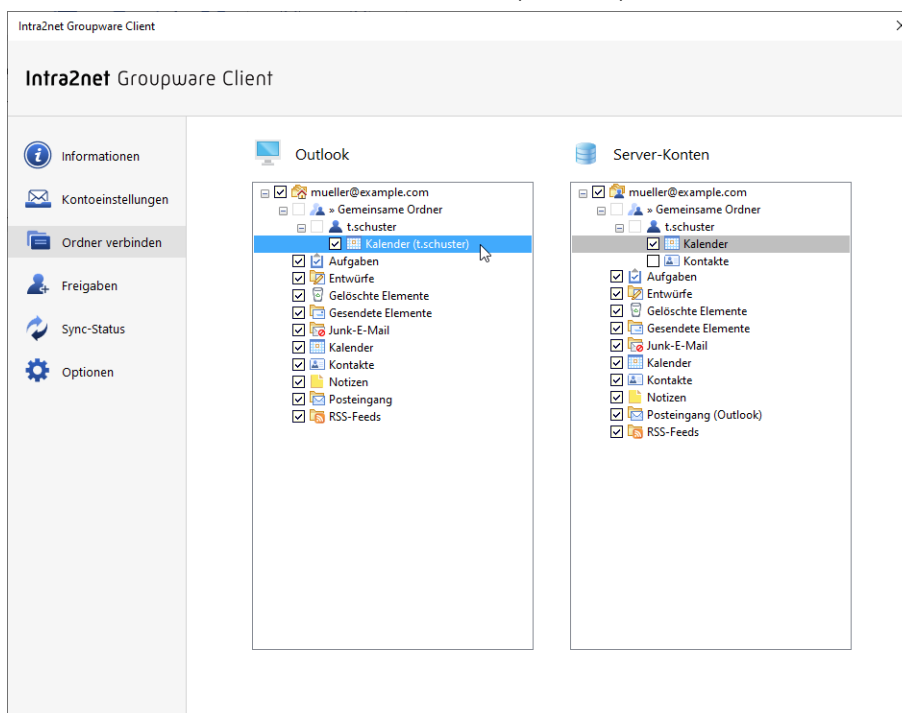 Intra2net Groupware Client
Intra2net Groupware Client
Informationen
Kontoeinstellungen
Ordner verbinden
Freigaben
Sync-Status
Optionen
Outlook
mueller@example.com
» Gemeinsame Ordner
t.schuster
Kalender (t.schuster)
Aufgaben
Entwürfe
Gelöschte Elemente
Gesendete Elemente
Junk-E-Mail
Kalender
Kontakte
Notizen
Posteingang
RSS-Feeds
Server-Konten
mueller@example.com
» Gemeinsame Ordner
t.schuster
Kalender
Kontakte
Aufgaben
Entwürfe
Gelöschte Elemente
Gesendete Elemente
Junk-E-Mail
Kalender
Kontakte
Notizen
Posteingang (Outlook)
RSS-Feeds